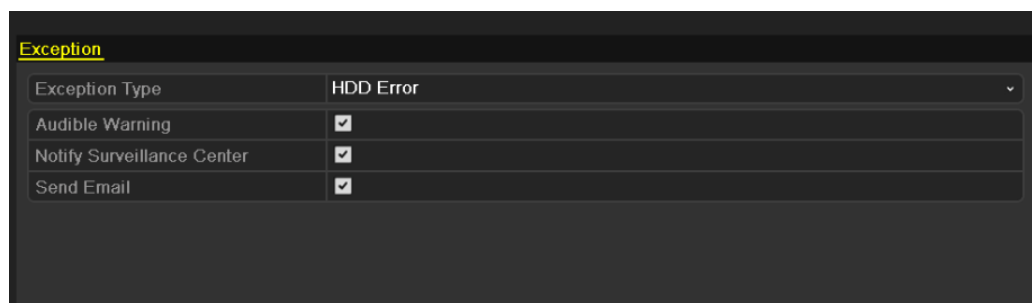 Exception
Exception Type HDD Error
Audible Warning
Notify Surveillance Center
Send Email